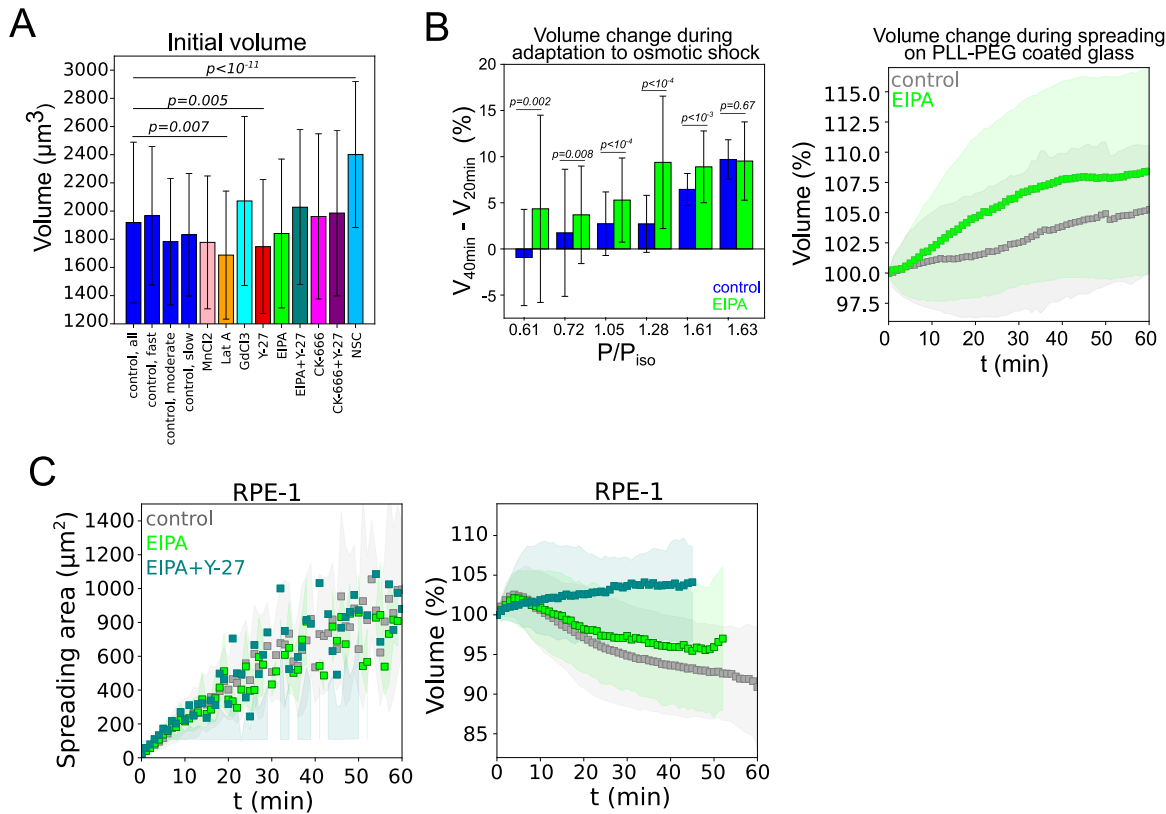 A
Initial volume
Volume (µm³)
3000
2800
2600
2400
2200
2000
1800
1600
1400
1200
p<10⁻¹¹
p=0.005
p=0.007
control, all
control, fast
control, moderate
control, slow
MnCl2
Lat A
GdCl3
Y-27
EIPA
EIPA+Y-27
CK-666
CK-666+Y-27
NSC
B
Volume change during
adaptation to osmotic shock
V40min - V20min (%)
20
15
10
5
0
-5
p=0.002
p=0.008
p<10⁻⁴
p<10⁻⁴
p<10⁻³
p=0.67
control
EIPA
0.61 0.72 1.05 1.28 1.61 1.63
P/Piso
Volume change during spreading
on PLL-PEG coated glass
control
EIPA
Volume (%)
115.0
112.5
110.0
107.5
105.0
102.5
100.0
97.5
0 10 20 30 40 50 60
t (min)
C
RPE-1
control
EIPA
EIPA+Y-27
Spreading area (µm²)
1400
1200
1000
800
600
400
200
0
0 10 20 30 40 50 60
t (min)
RPE-1
Volume (%)
110
105
100
95
90
85
0 10 20 30 40 50 60
t (min)